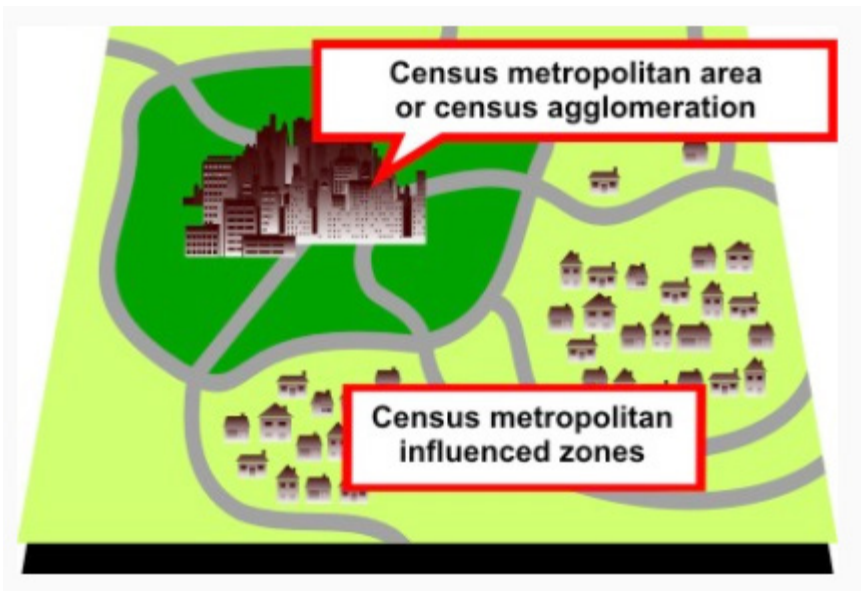 Census metropolitan area
or census agglomeration
Census metropolitan
influenced zones